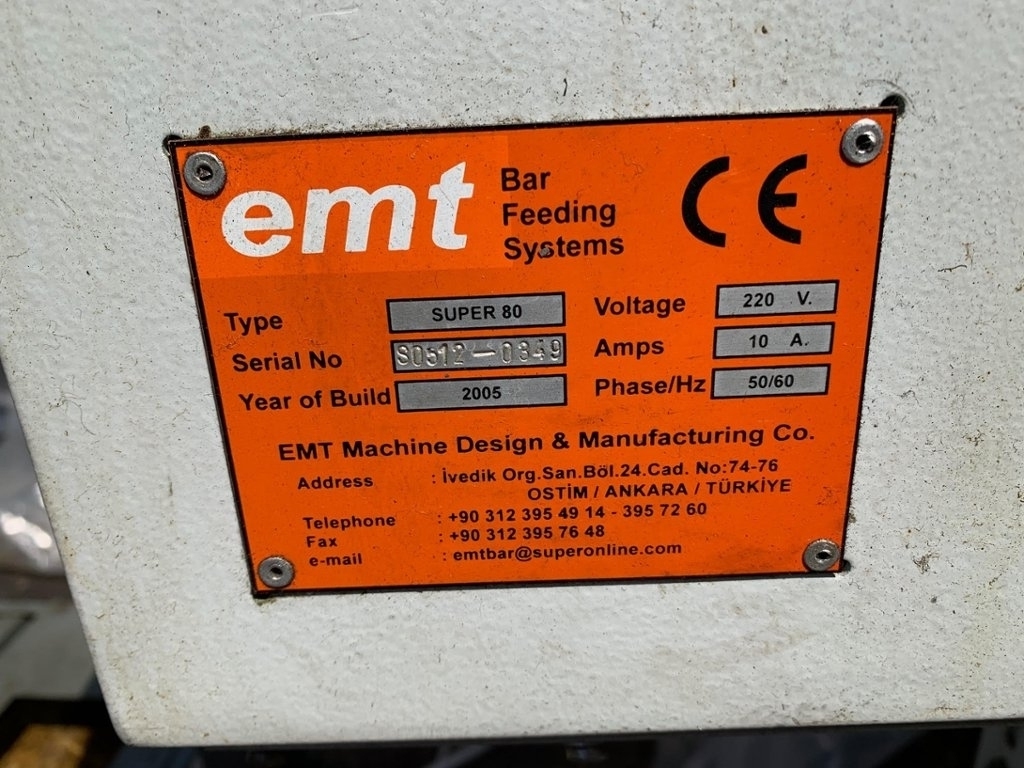 emt
Bar
Feeding
Systems
CE
Type SUPER 80
Serial No 80512-0349
Year of Build 2005
Voltage 220 V.
Amps 10 A.
Phase/Hz 50/60
EMT Machine Design & Manufacturing Co.
Address : İvedik Org.San.Böl.24.Cad. No:74-76
OSTİM / ANKARA / TÜRKİYE
Telephone : +90 312 395 49 14 - 395 72 60
Fax : +90 312 395 76 48
e-mail : emtbar@superonline.com